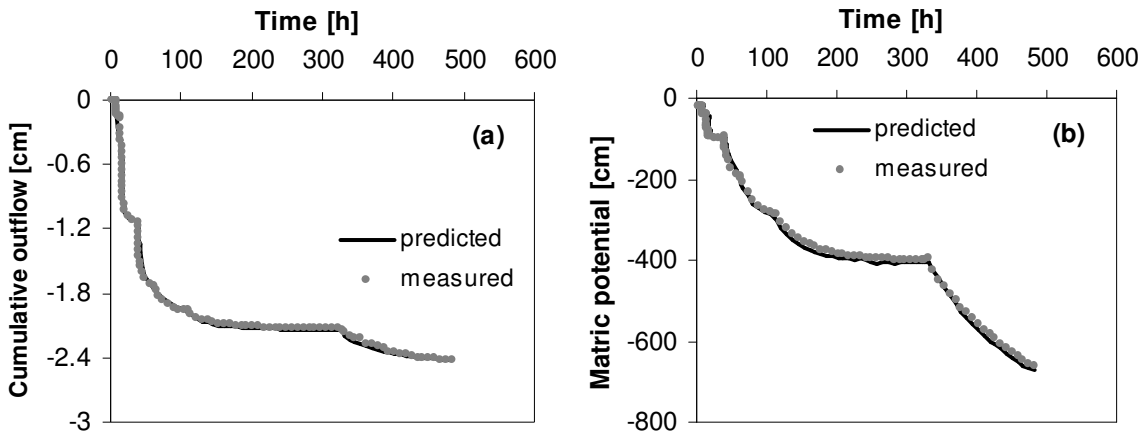 Time [h]
0 100 200 300 400 500 600
0
-0.6
-1.2
-1.8
-2.4
-3
Cumulative outflow [cm]
(a)
predicted
measured
Time [h]
0 100 200 300 400 500 600
0
-200
-400
-600
-800
Matric potential [cm]
predicted
(b)
measured